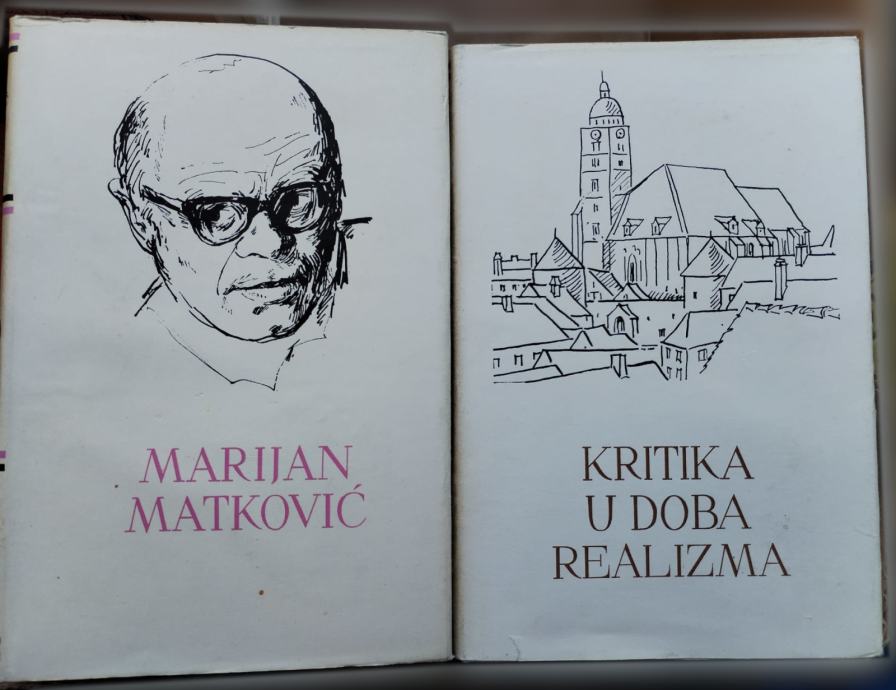 MARIJAN
MATKOVIĆ
KRITIKA
U DOBA
REALIZMA